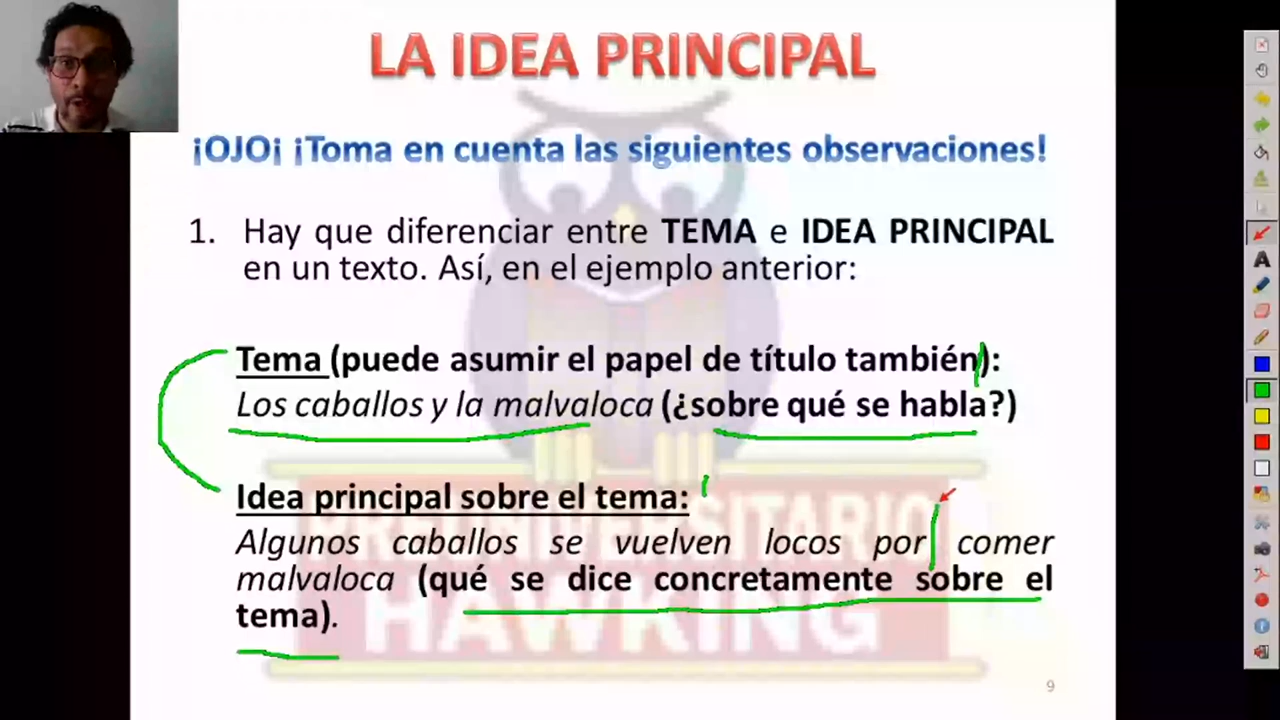 LA IDEA PRINCIPAL
¡OJO¡ ¡Toma en cuenta las siguientes observaciones!
1. Hay que diferenciar entre TEMA e IDEA PRINCIPAL
en un texto. Así, en el ejemplo anterior:
Tema (puede asumir el papel de título también):
Los caballos y la malvaloca (¿sobre qué se habla?)
Idea principal sobre el tema:
Algunos caballos se vuelven locos por comer
malvaloca (qué se dice concretamente sobre el
tema).
PREUNIVERSITARIO
HAWKING
9
A